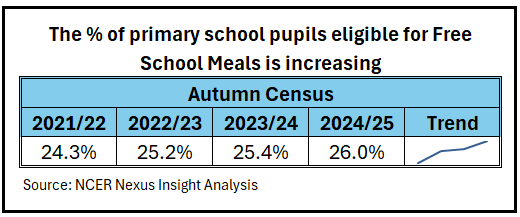 The % of primary school pupils eligible for Free
School Meals is increasing
Autumn Census
2021/22 2022/23 2023/24 2024/25 Trend
24.3% 25.2% 25.4% 26.0%
Source: NCER Nexus Insight Analysis